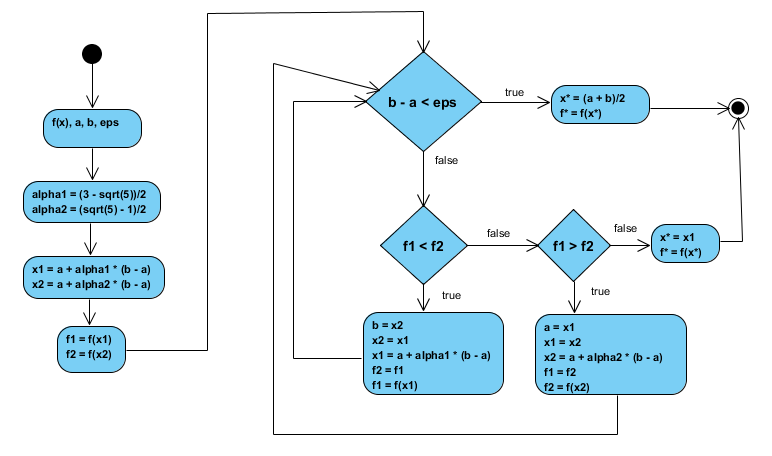 f(x), a, b, eps
alpha1 = (3 - sqrt(5))/2
alpha2 = (sqrt(5) - 1)/2
x1 = a + alpha1 * (b - a)
x2 = a + alpha2 * (b - a)
f1 = f(x1)
f2 = f(x2)
b - a < eps
true
x* = (a + b)/2
f* = f(x*)
false
f1 < f2
false
f1 > f2
false
x* = x1
f* = f(x*)
true
b = x2
x2 = x1
x1 = a + alpha1 * (b - a)
f2 = f1
f1 = f(x1)
true
a = x1
x1 = x2
x2 = a + alpha2 * (b - a)
f1 = f2
f2 = f(x2)